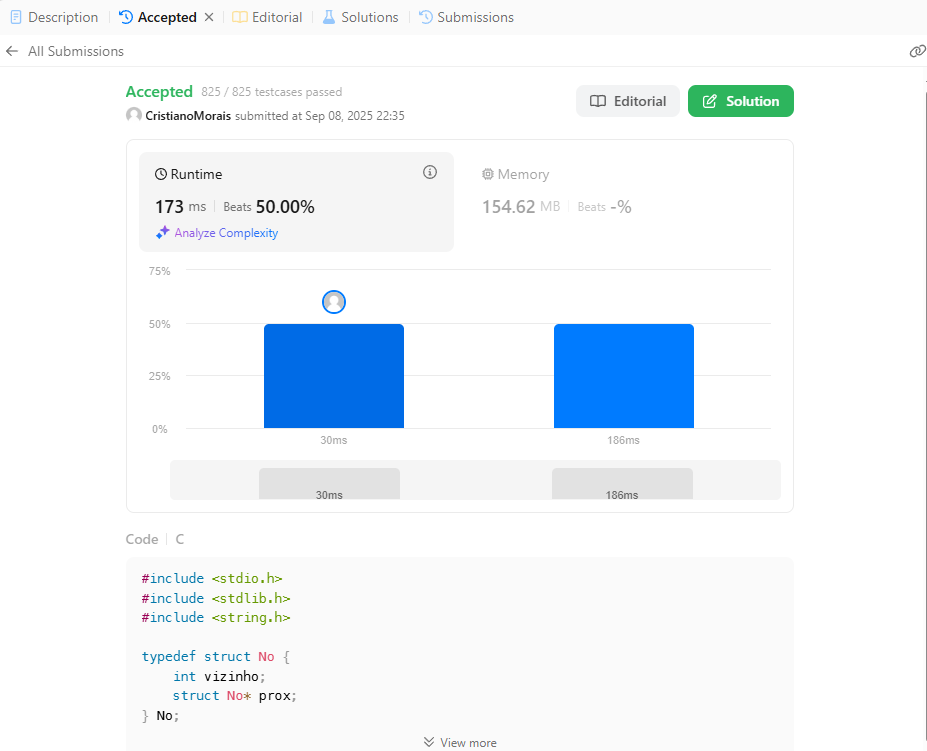 Description Accepted Editorial Solutions Submissions
All Submissions
Accepted 825 / 825 testcases passed
CristianoMorais submitted at Sep 08, 2025 22:35
Editorial Solution
Runtime
173 ms Beats 50.00%
Analyze Complexity
Memory
154.62 MB Beats -%
75%
50%
25%
0%
30ms 186ms
30ms 186ms
Code C
#include <stdio.h>
#include <stdlib.h>
#include <string.h>
typedef struct No {
int vizinho;
struct No* prox;
} No;
View more